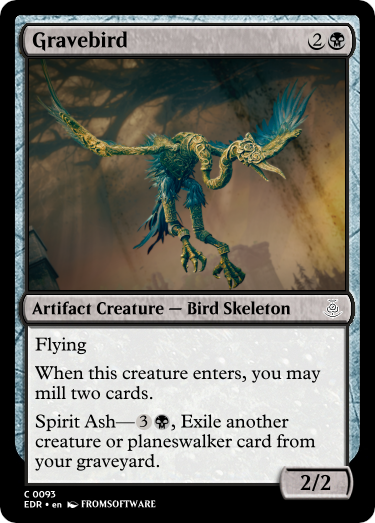 Gravebird 2
Artifact Creature — Bird Skeleton
Flying
When this creature enters, you may
mill two cards.
Spirit Ash—3, Exile another
creature or planeswalker card from
your graveyard.
2/2
C 0093
EDR • en FROMSOFTWARE